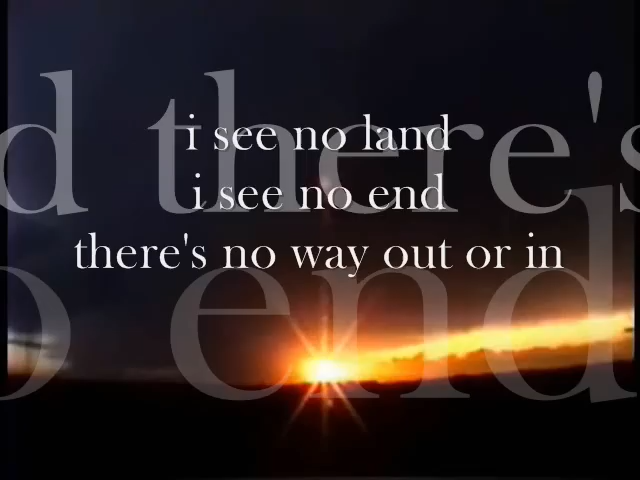 i see no land
i see no end
there's no way out or in
d there's
o end